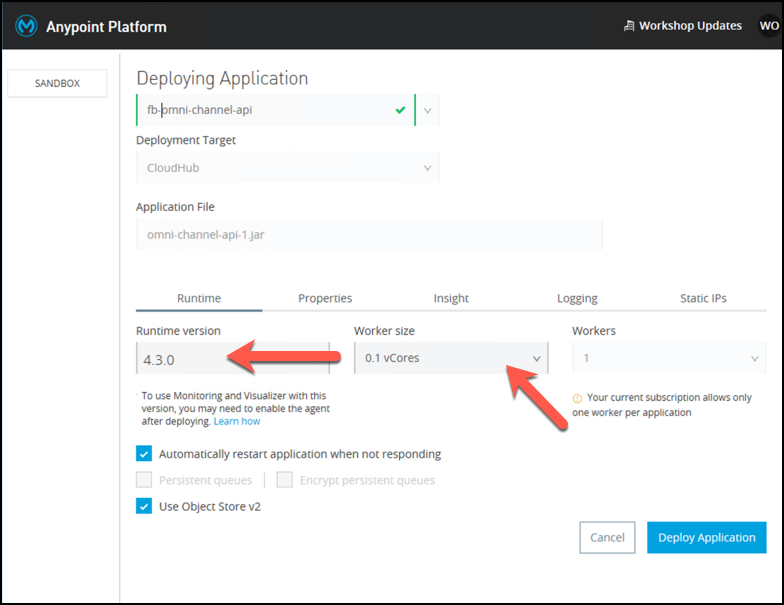 Anypoint Platform
Workshop Updates
WO
SANDBOX
Deploying Application
fb-omni-channel-api
Deployment Target
CloudHub
Application File
omni-channel-api-1.jar
Runtime
Properties
Insight
Logging
Static IPs
Runtime version
Worker size
Workers
4.3.0
0.1 vCores
1
To use Monitoring and Visualizer with this
version, you may need to enable the agent
after deploying. Learn how
Your current subscription allows only
one worker per application
Automatically restart application when not responding
Persistent queues
Encrypt persistent queues
Use Object Store v2
Cancel
Deploy Application